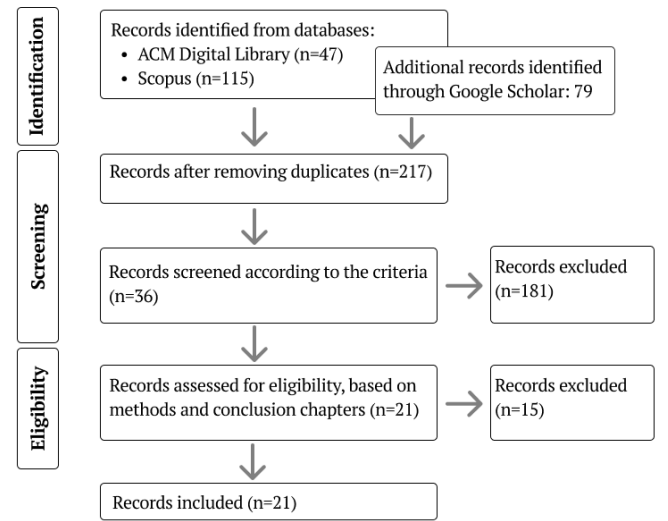 Identification
Records identified from databases:
• ACM Digital Library (n=47)
• Scopus (n=115)
Additional records identified
through Google Scholar: 79
Screening
Records after removing duplicates (n=217)
Records screened according to the criteria
(n=36)
Records excluded
(n=181)
Eligibility
Records assessed for eligibility, based on
methods and conclusion chapters (n=21)
Records excluded
(n=15)
Records included (n=21)